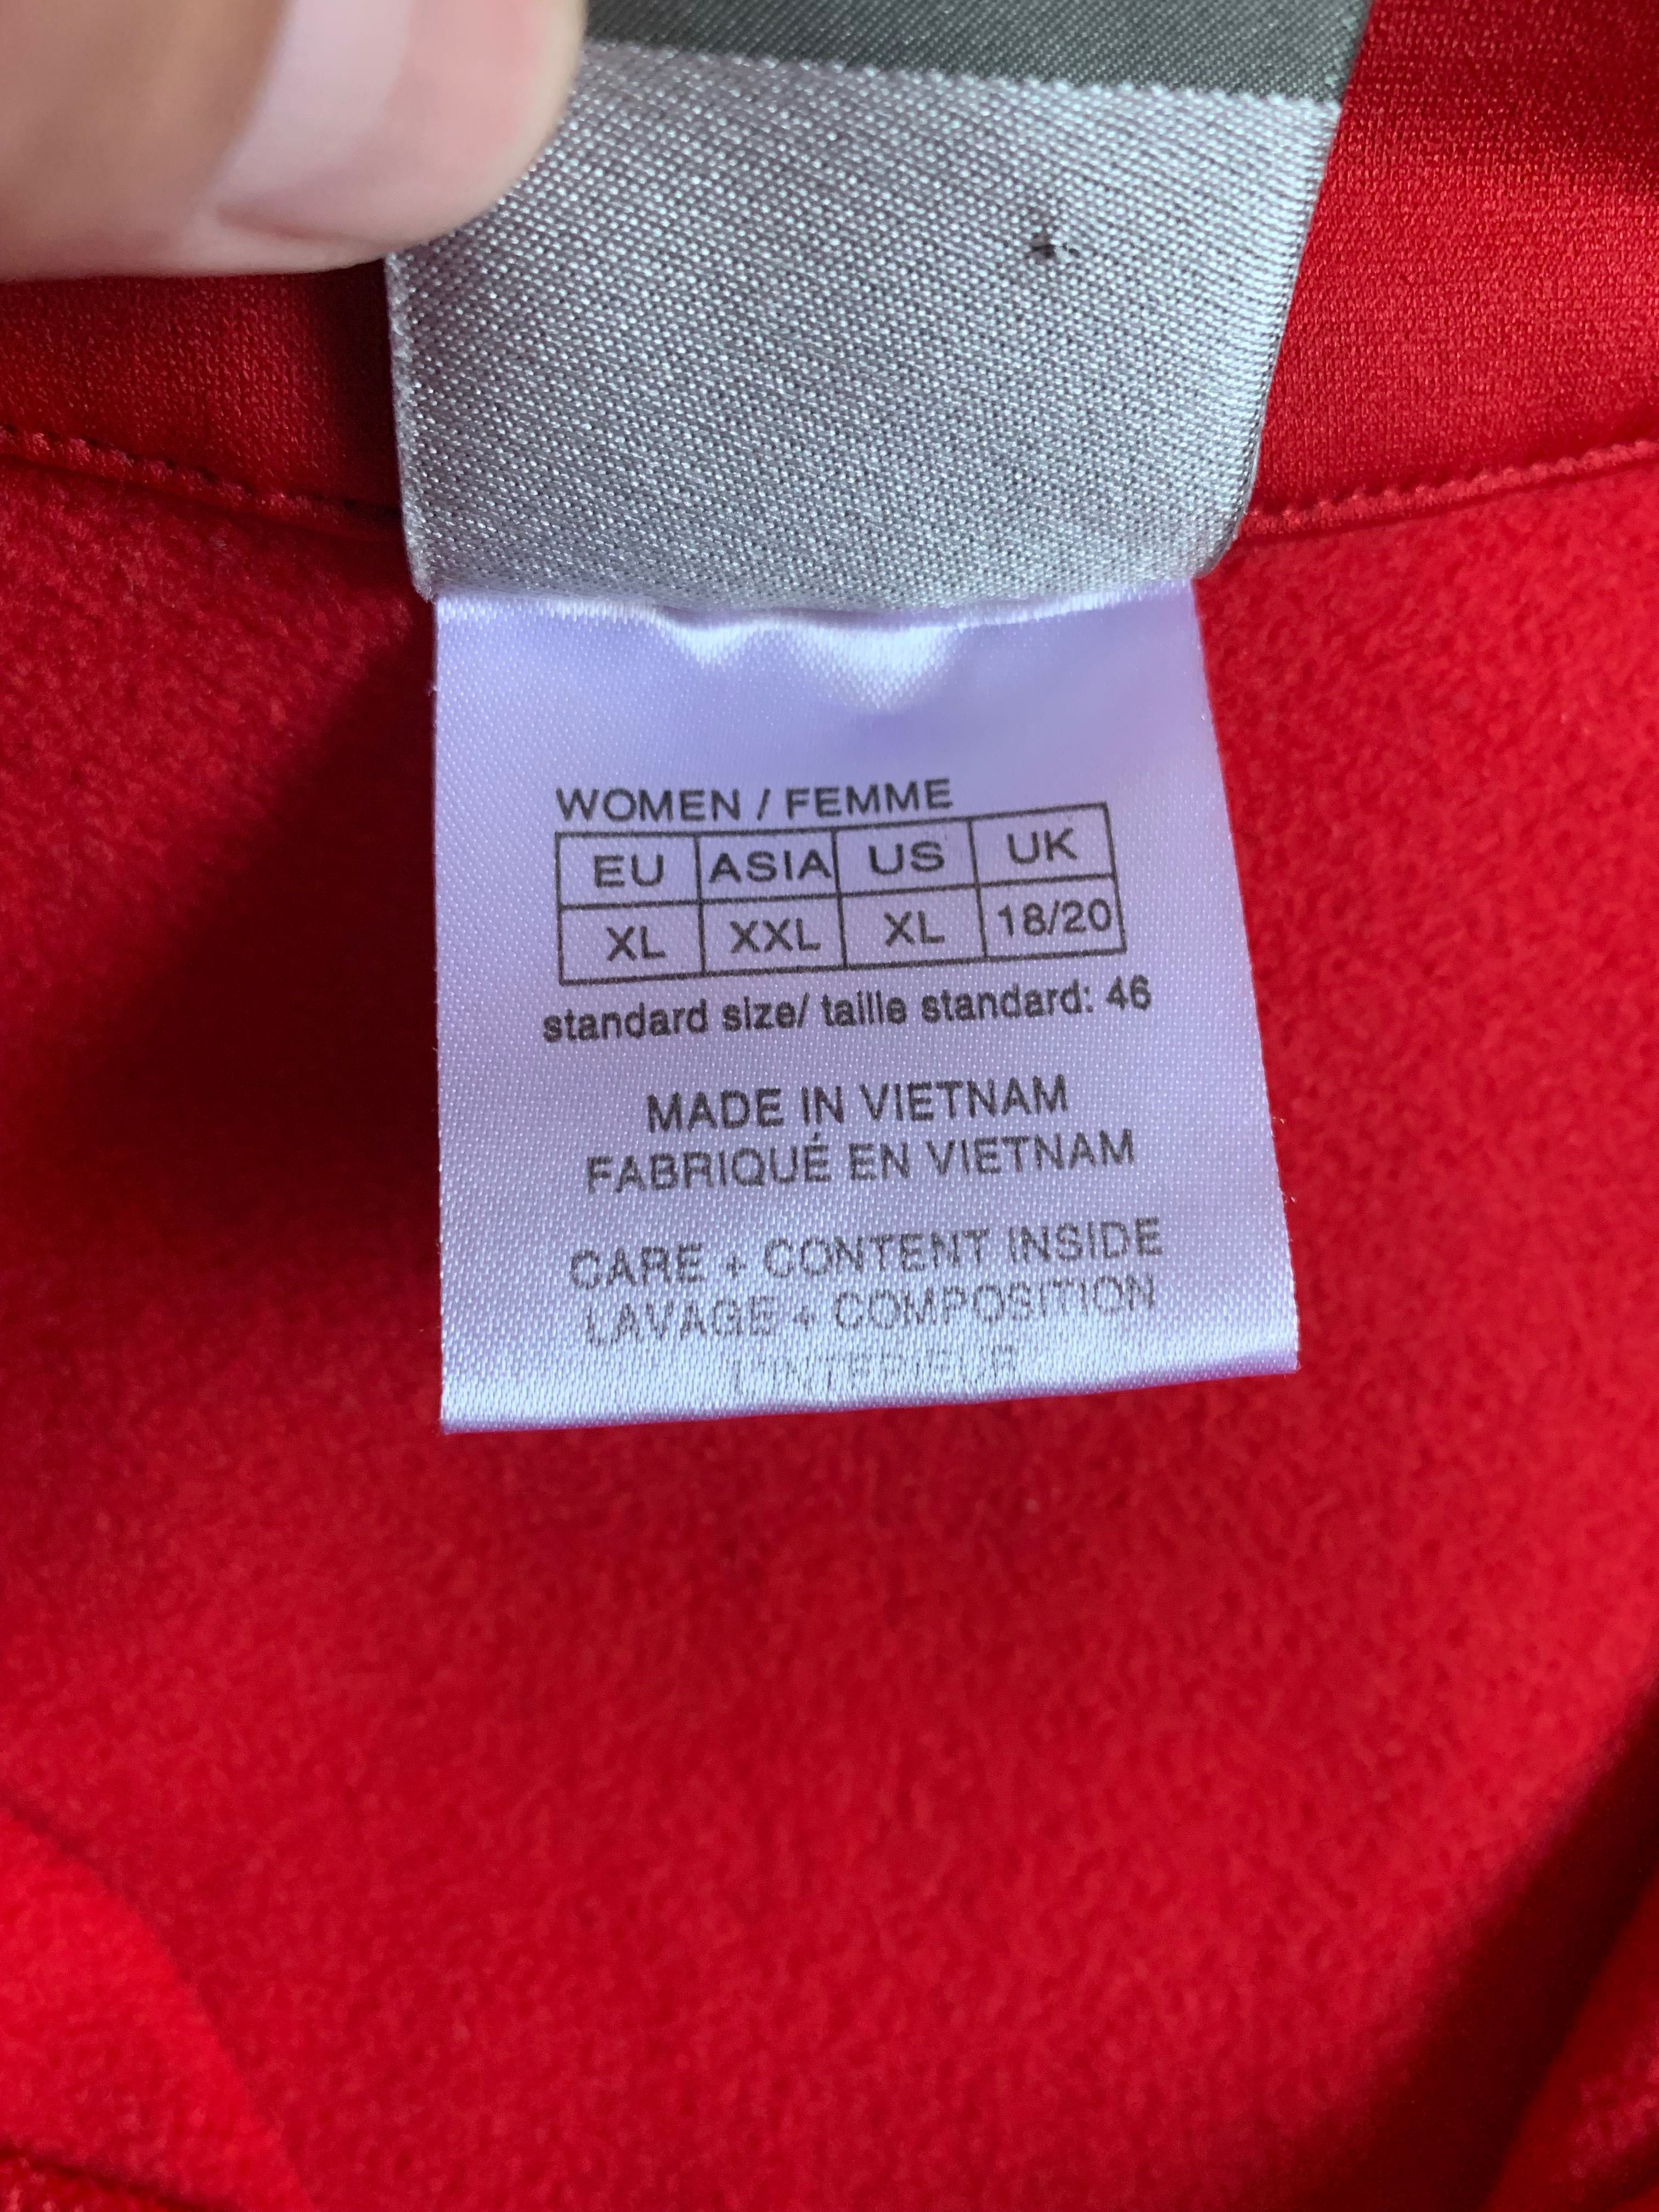 WOMEN / FEMME
EU ASIA US UK
XL XXL XL 18/20
standard size/ taille standard: 46
MADE IN VIETNAM
FABRIQUÉ EN VIETNAM
CARE + CONTENT INSIDE
LAVAGE + COMPOSITION
L'INTERIEUR